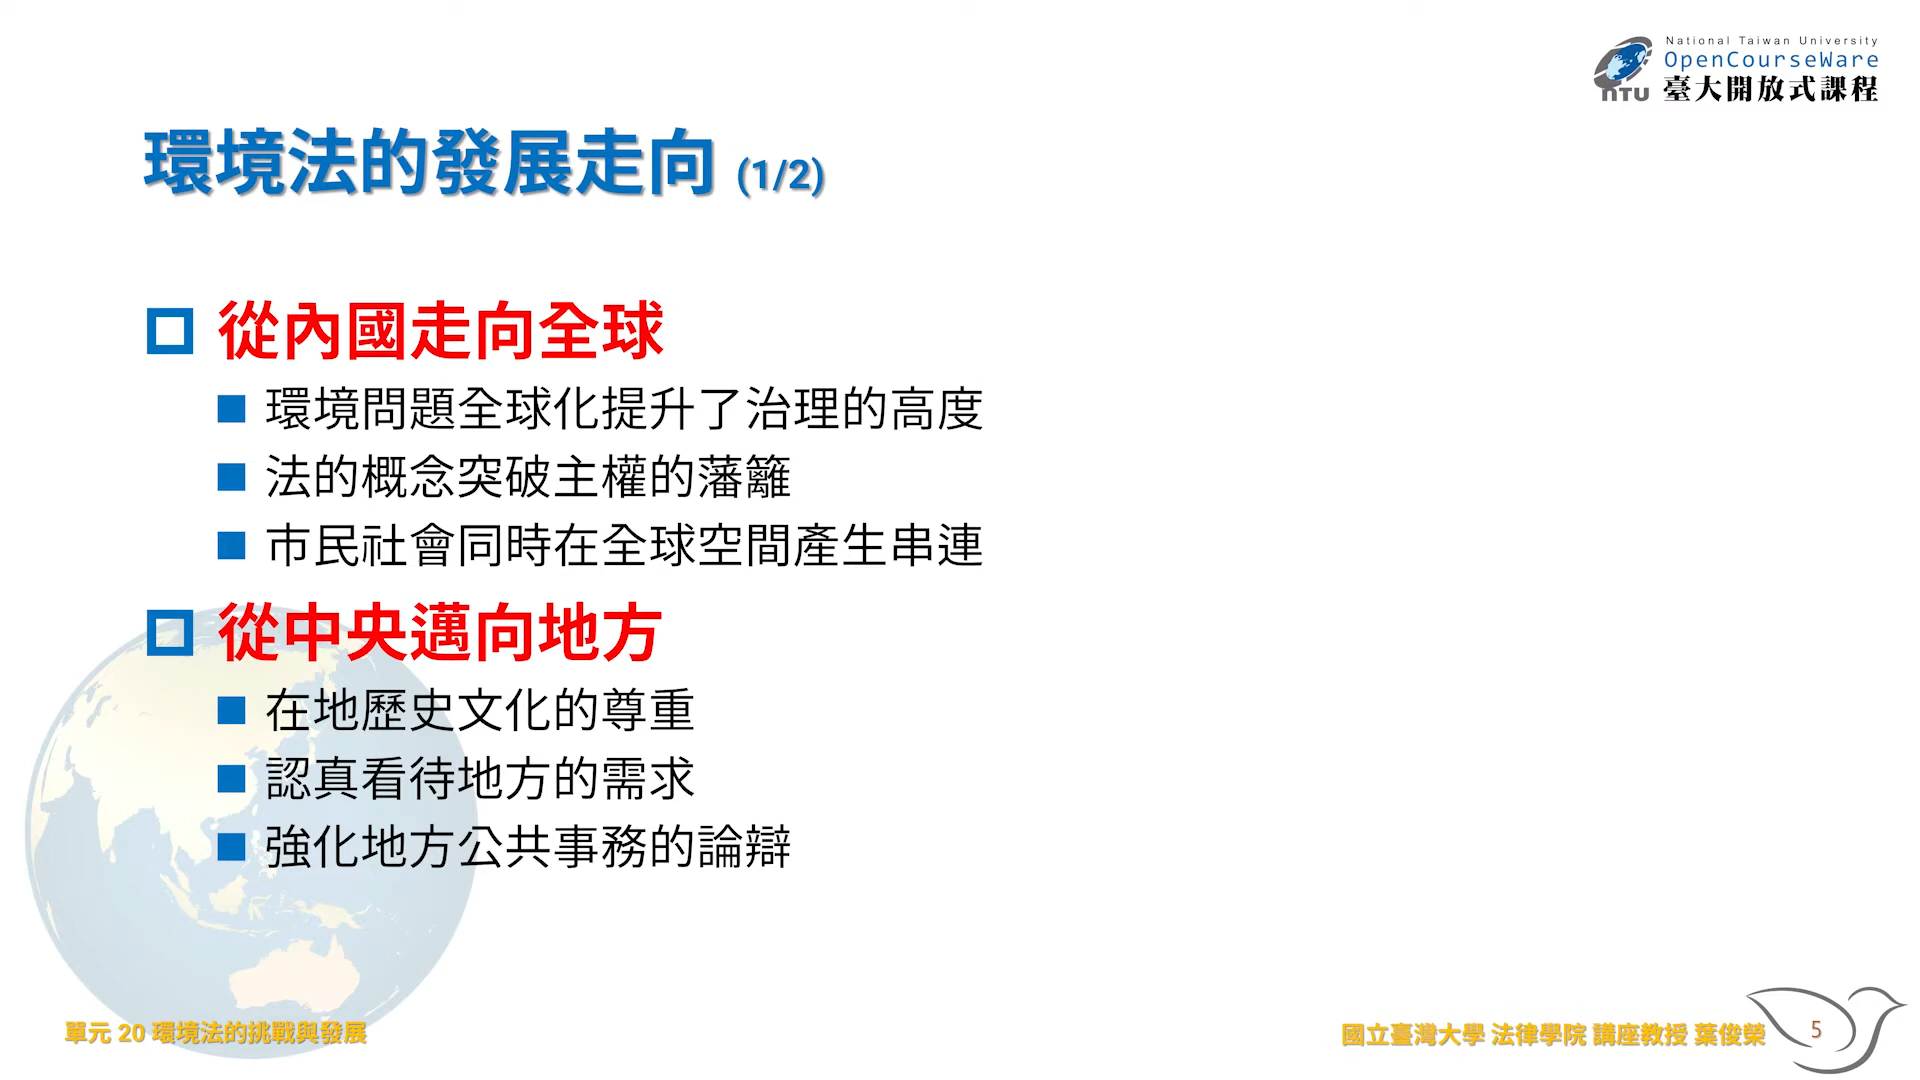 National Taiwan University
OpenCourseWare
NTU 臺大開放式課程
環境法的發展走向 (1/2)
從內國走向全球
環境問題全球化提升了治理的高度
法的概念突破主權的藩籬
市民社會同時在全球空間產生串連
從中央邁向地方
在地歷史文化的尊重
認真看待地方的需求
強化地方公共事務的論辯
單元 20 環境法的挑戰與發展
國立臺灣大學 法律學院 講座教授 葉俊榮
5